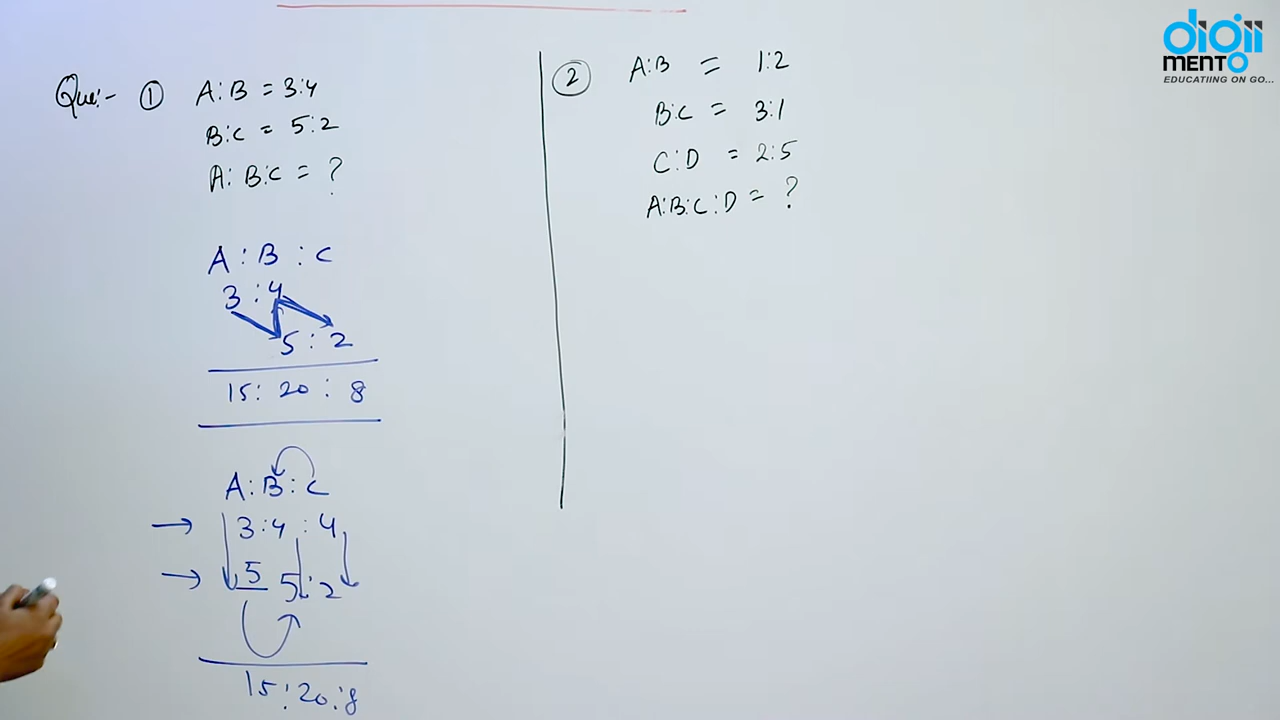 Que:- ① A:B = 3:4
B:C = 5:2
A:B:C = ?
A : B : C
3 : 4
5 : 2
15 : 20 : 8
A : B : C
→ 3:4 : 4
→ 5 5 : 2
15 : 20 : 8
② A:B = 1:2
B:C = 3:1
C:D = 2:5
A:B:C:D = ?
digii
MENTO
EDUCATIING ON GO...